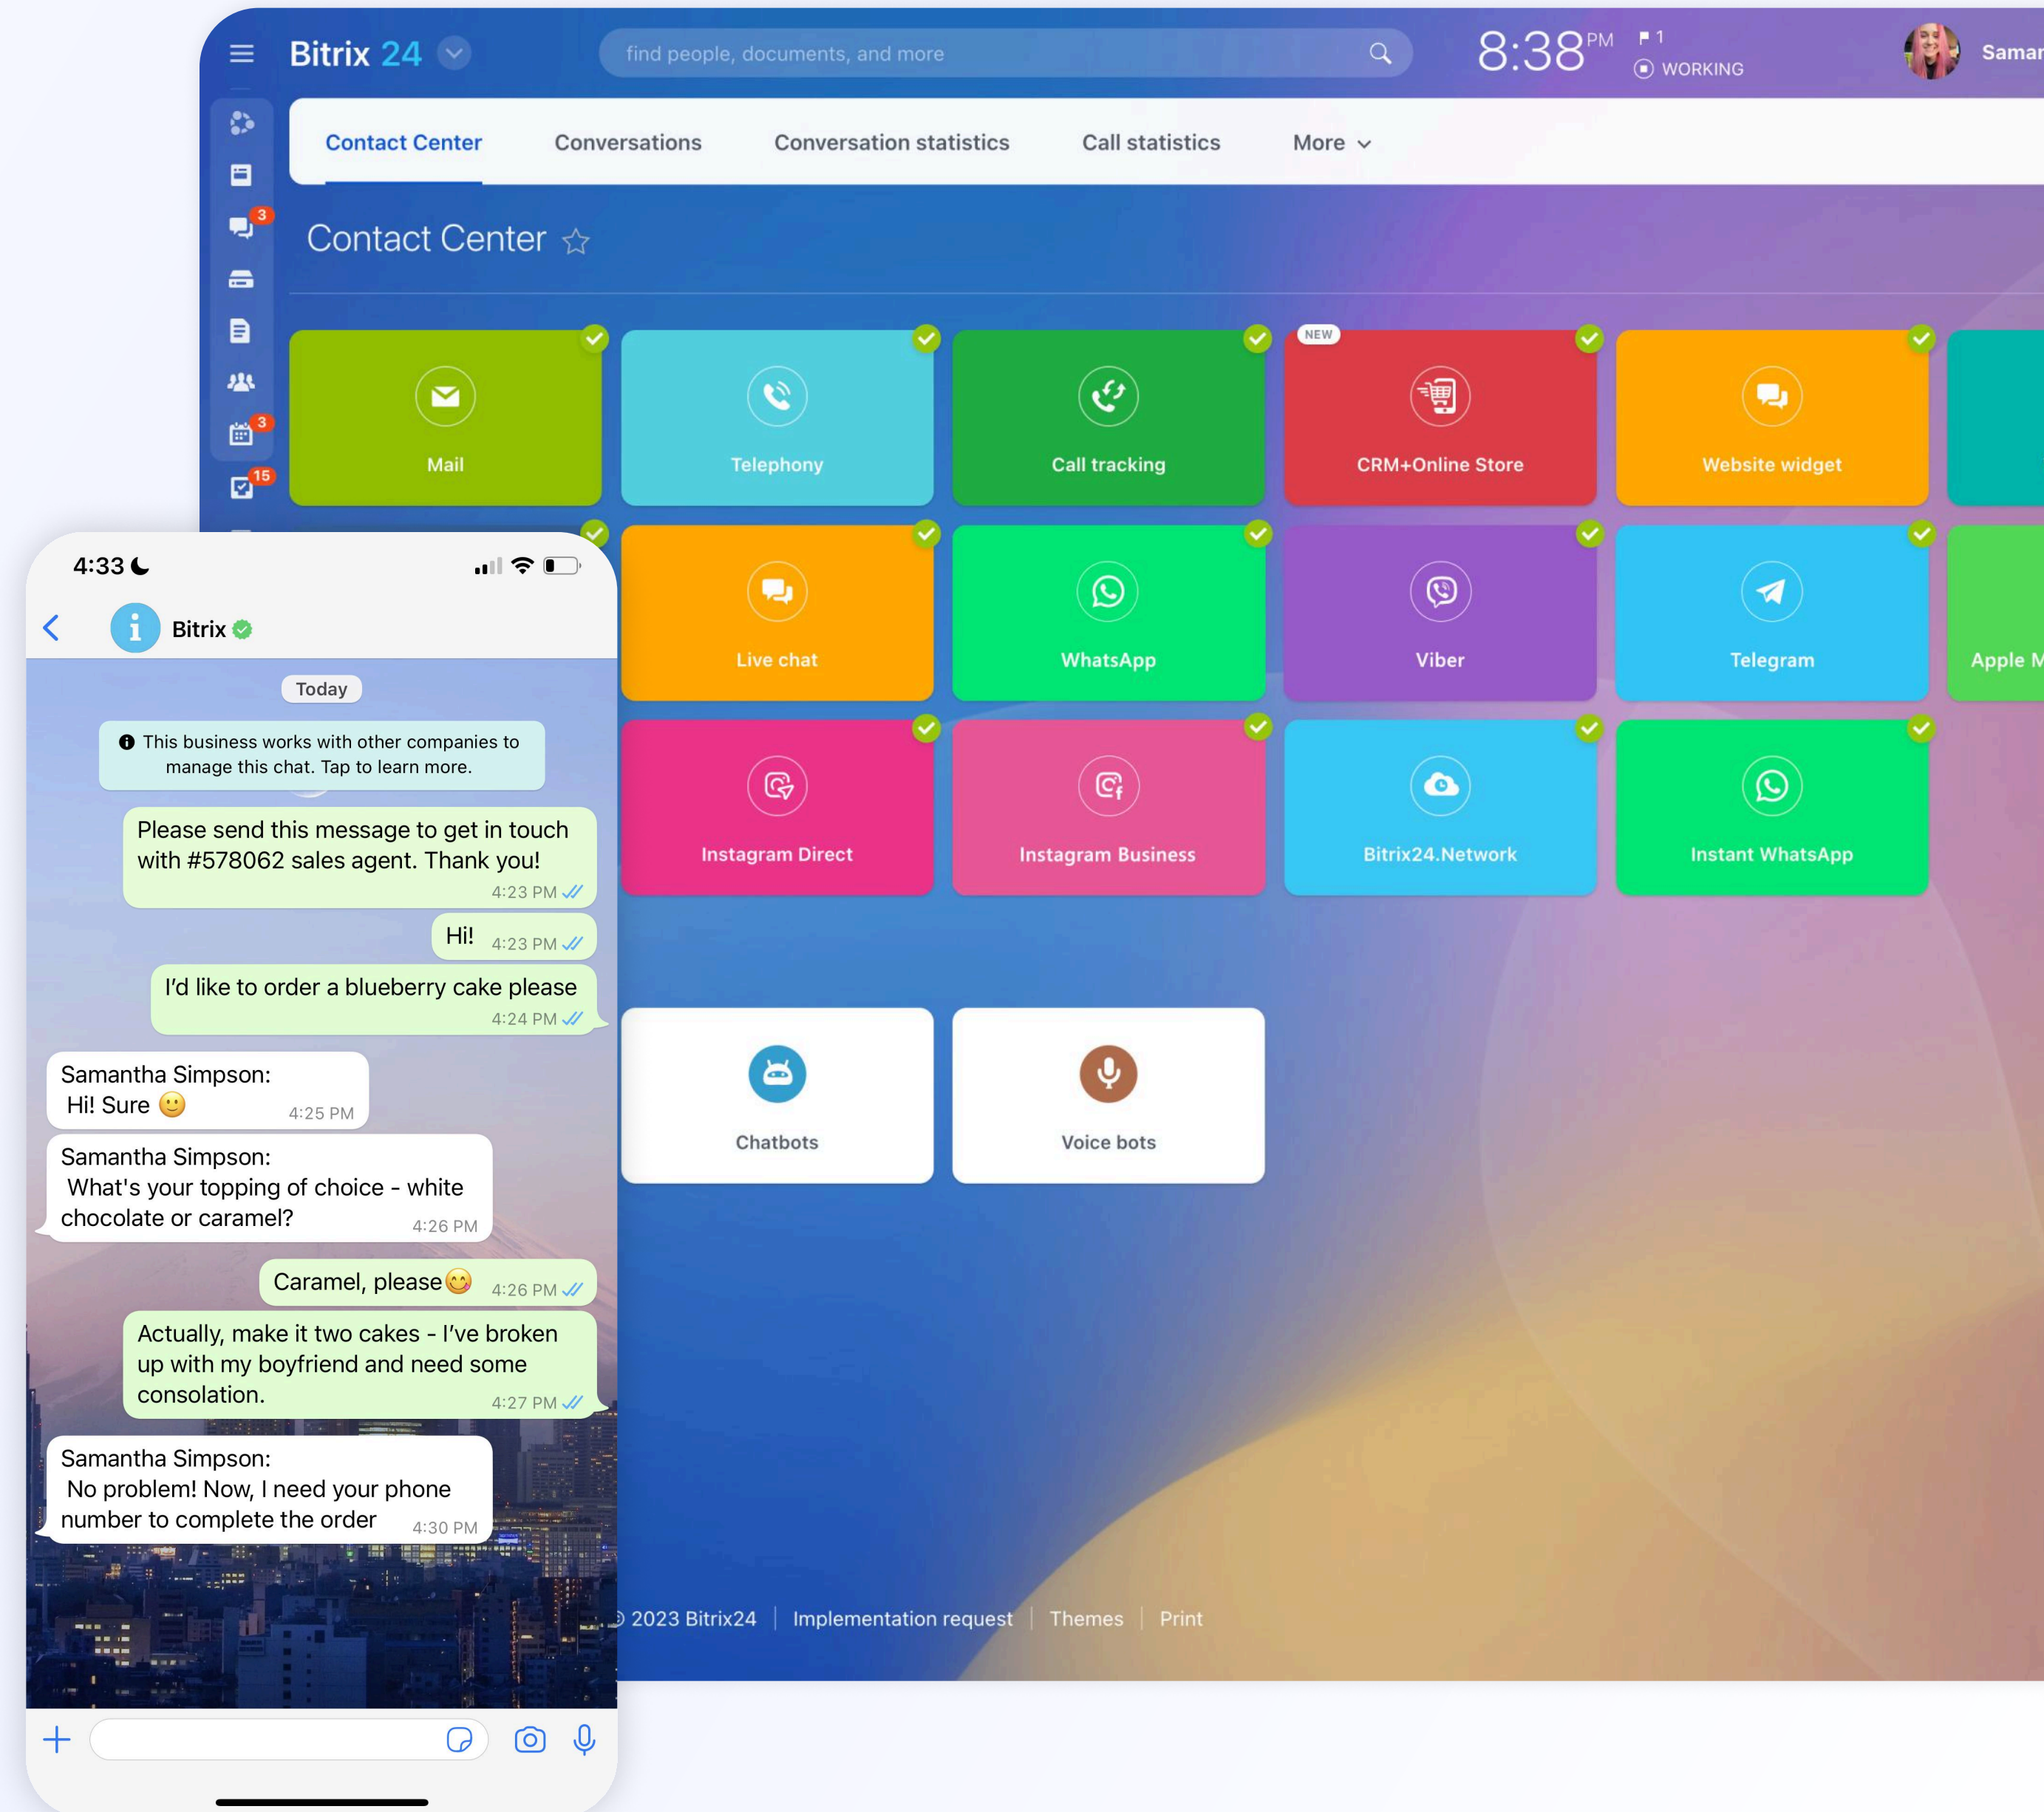 Bitrix 24
find people, documents, and more
8:38 PM
1
WORKING
Contact Center
Conversations
Conversation statistics
Call statistics
More
3
Contact Center
NEW
Mail
Telephony
Call tracking
CRM+Online Store
Website widget
3
15
Live chat
WhatsApp
Viber
Telegram
Apple
Instagram Direct
Instagram Business
Bitrix24.Network
Instant WhatsApp
Chatbots
Voice bots
© 2023 Bitrix24
Implementation request
Themes
Print
4:33
Bitrix
Today
This business works with other companies to
manage this chat. Tap to learn more.
Please send this message to get in touch
with #578062 sales agent. Thank you!
4:23 PM
Hi! 4:23 PM
I’d like to order a blueberry cake please
4:24 PM
Samantha Simpson:
Hi! Sure 🙂 4:25 PM
Samantha Simpson:
What's your topping of choice - white
chocolate or caramel? 4:26 PM
Caramel, please😋 4:26 PM
Actually, make it two cakes - I’ve broken
up with my boyfriend and need some
consolation. 4:27 PM
Samantha Simpson:
No problem! Now, I need your phone
number to complete the order 4:30 PM